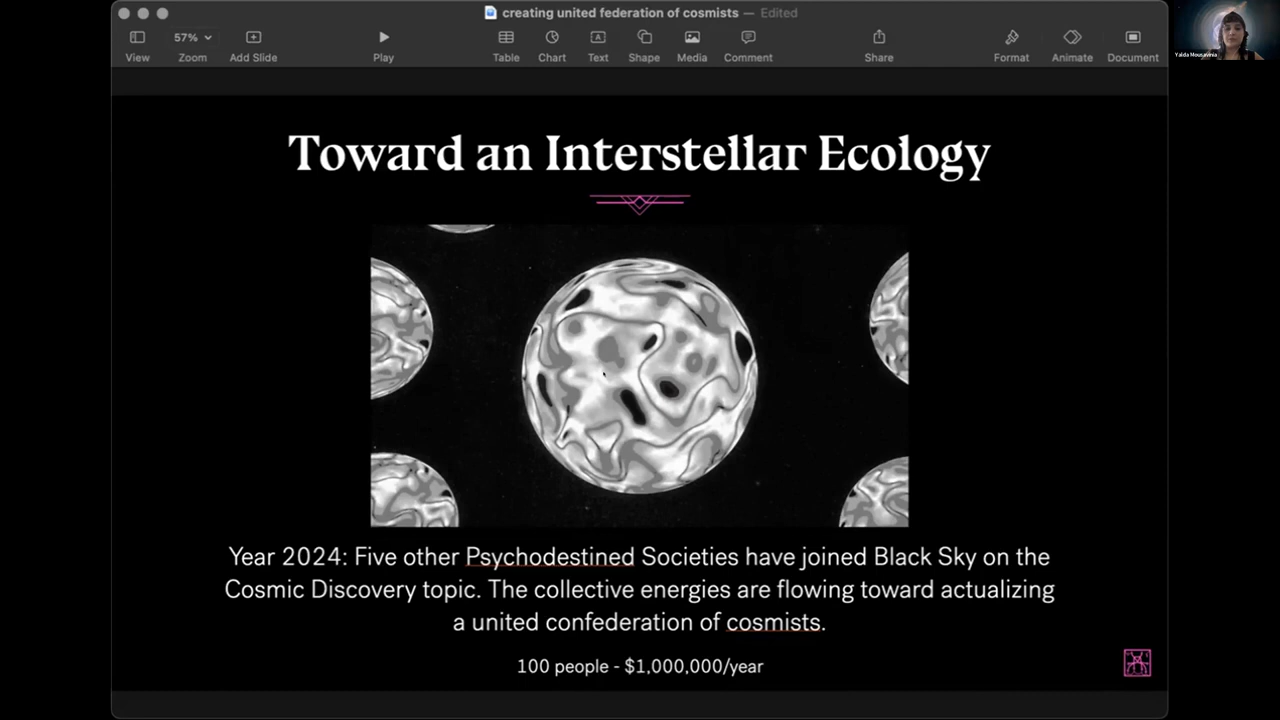 creating united federation of cosmists — Edited
57%
View Zoom Add Slide Play Table Chart Text Shape Media Comment Share Format Animate Document
Yalda Mousavinia
Toward an Interstellar Ecology
Year 2024: Five other Psychodestined Societies have joined Black Sky on the
Cosmic Discovery topic. The collective energies are flowing toward actualizing
a united confederation of cosmists.
100 people - $1,000,000/year